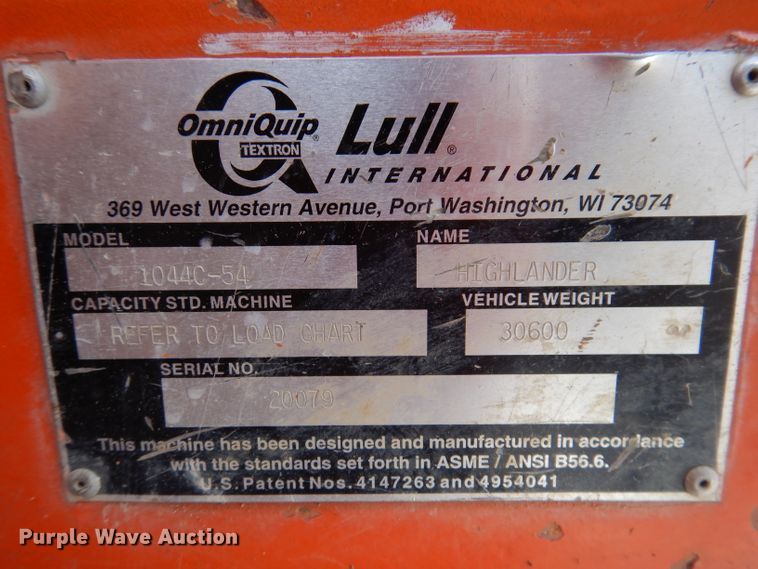 OmniQuip® Lull®
TEXTRON
INTERNATIONAL
369 West Western Avenue, Port Washington, WI 73074
MODEL NAME
1044C-54 HIGHLANDER
CAPACITY STD. MACHINE VEHICLE WEIGHT
REFER TO LOAD CHART 30600
SERIAL NO.
20079
This machine has been designed and manufactured in accordance
with the standards set forth in ASME / ANSI B56.6.
U.S. Patent Nos. 4147263 and 4954041
Purple Wave Auction